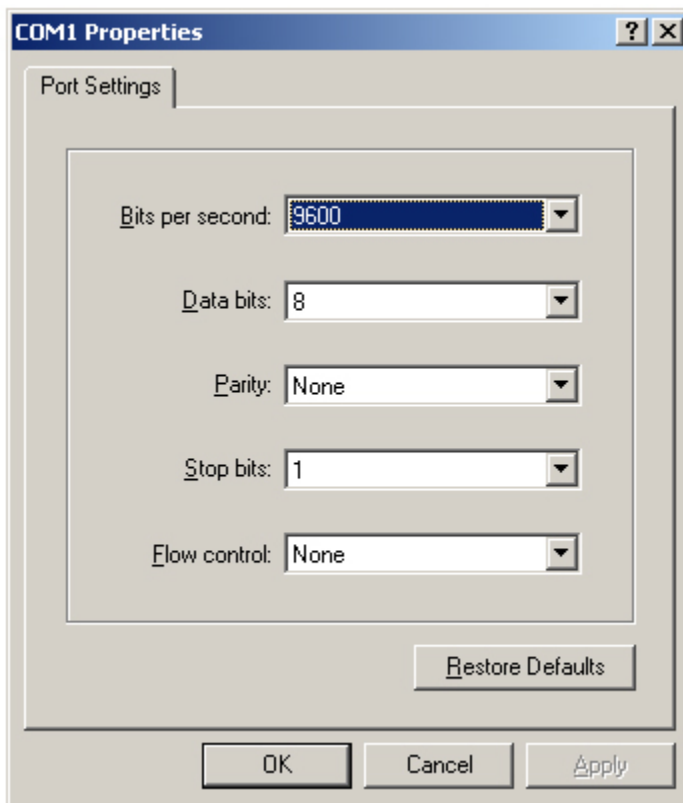 COM1 Properties
Port Settings
Bits per second: 9600
Data bits: 8
Parity: None
Stop bits: 1
Flow control: None
Restore Defaults
OK Cancel Apply